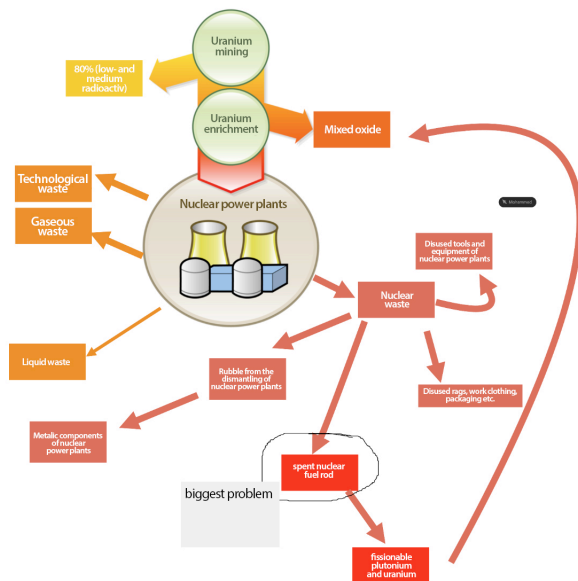 Uranium
mining
80% (low- and
medium
radioactiv)
Uranium
enrichment
Mixed oxide
Technological
waste
Nuclear power plants
Gaseous
waste
Disused tools and
equipment of
nuclear power plants
Nuclear
waste
Liquid waste
Rubble from the
dismantling of
nuclear power plants
Disused rags, work clothing,
packaging etc.
Metalic components
of nuclear
power plants
spent nuclear
fuel rod
biggest problem
fissionable
plutonium
and uranium